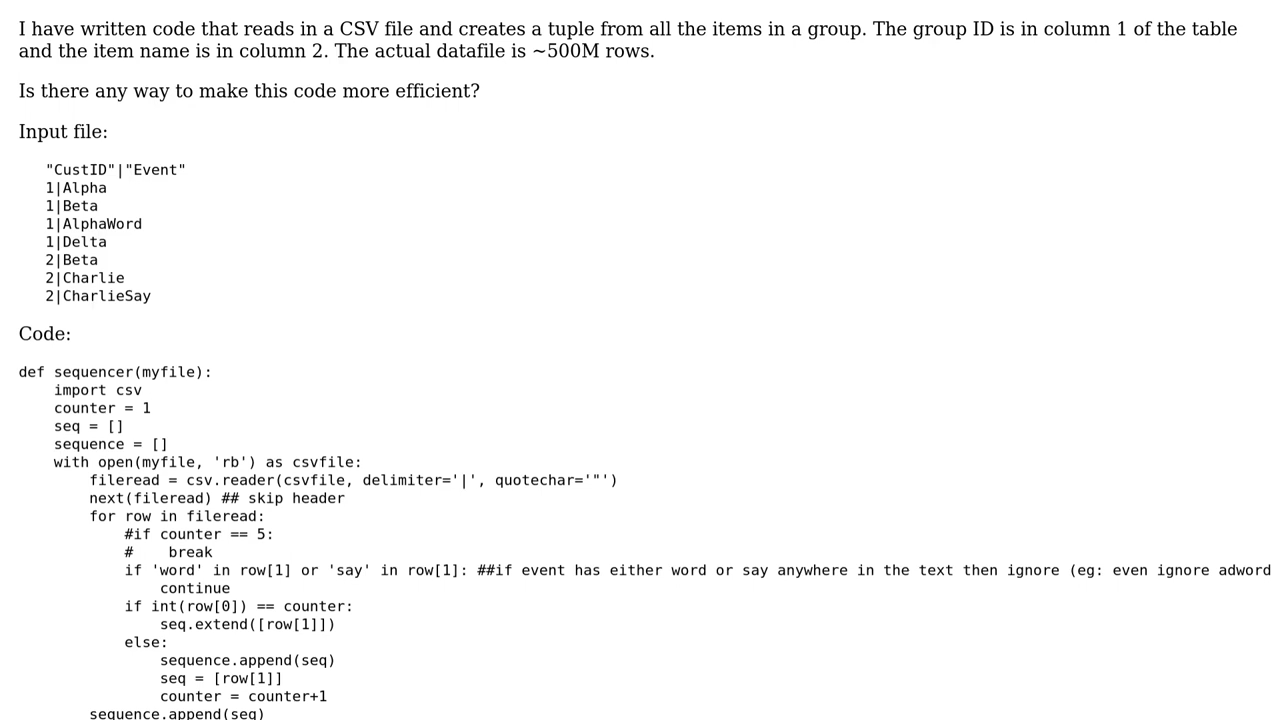 I have written code that reads in a CSV file and creates a tuple from all the items in a group. The group ID is in column 1 of the table
and the item name is in column 2. The actual datafile is ~500M rows.
Is there any way to make this code more efficient?
Input file:
"CustID"|"Event"
1|Alpha
1|Beta
1|AlphaWord
1|Delta
2|Beta
2|Charlie
2|CharlieSay
Code:
def sequencer(myfile):
    import csv
    counter = 1
    seq = []
    sequence = []
    with open(myfile, 'rb') as csvfile:
        fileread = csv.reader(csvfile, delimiter='|', quotechar='"')
        next(fileread) ## skip header
        for row in fileread:
            #if counter == 5:
            #    break
            if 'word' in row[1] or 'say' in row[1]: ##if event has either word or say anywhere in the text then ignore (eg: even ignore adword
                continue
            if int(row[0]) == counter:
                seq.extend([row[1]])
            else:
                sequence.append(seq)
                seq = [row[1]]
                counter = counter+1
        sequence.append(seq)